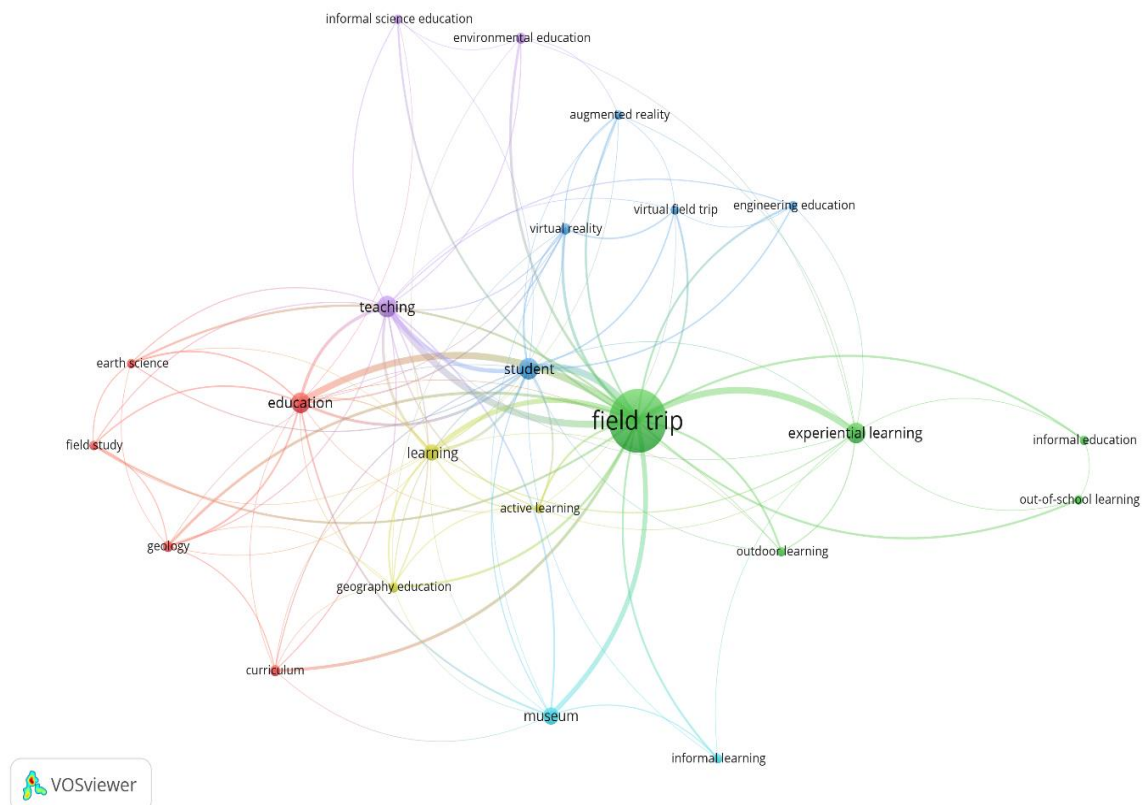 informal science education
environmental education
augmented reality
virtual field trip
engineering education
virtual reality
teaching
earth science
student
education
field trip
experiential learning
informal education
field study
learning
out-of-school learning
active learning
geology
outdoor learning
geography education
curriculum
museum
informal learning
VOSviewer